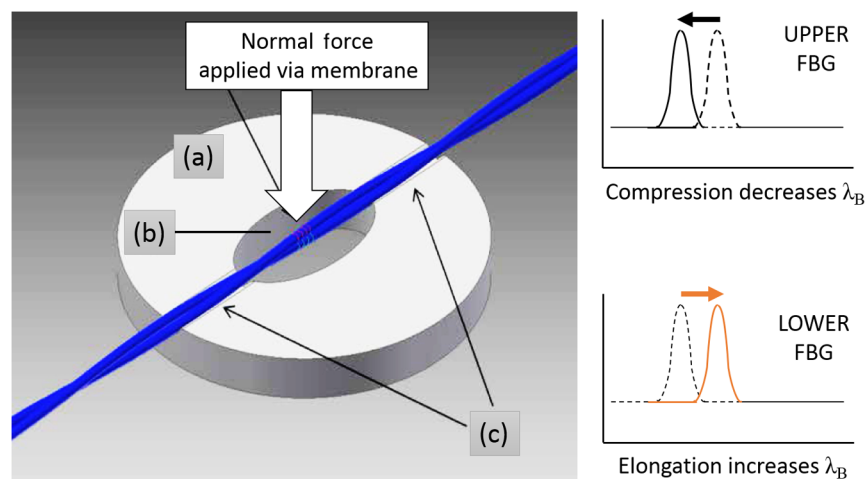 Normal force
applied via membrane
(a)
(b)
(c)
UPPER
FBG
Compression decreases λB
LOWER
FBG
Elongation increases λB